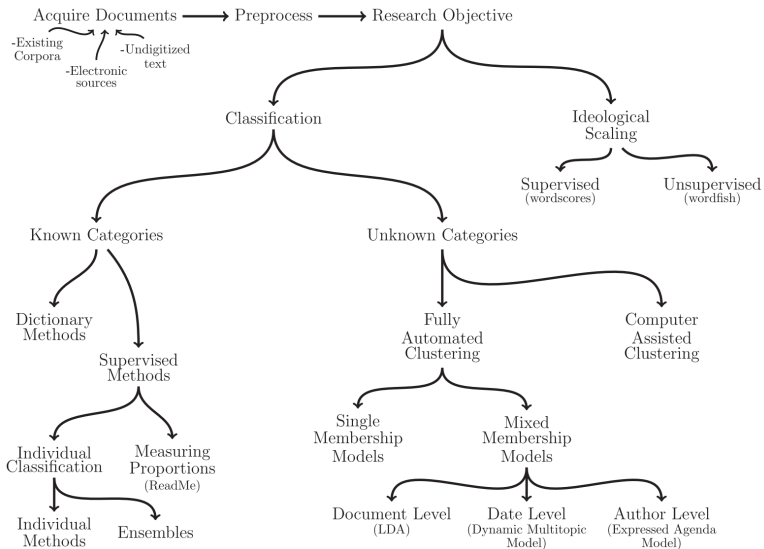 Acquire Documents
Preprocess
Research Objective
-Existing
Corpora
-Electronic
sources
-Undigitized
text
Classification
Ideological
Scaling
Supervised
(wordscores)
Unsupervised
(wordfish)
Known Categories
Unknown Categories
Dictionary
Methods
Supervised
Methods
Fully
Automated
Clustering
Computer
Assisted
Clustering
Individual
Classification
Measuring
Proportions
(ReadMe)
Single
Membership
Models
Mixed
Membership
Models
Individual
Methods
Ensembles
Document Level
(LDA)
Date Level
(Dynamic Multitopic
Model)
Author Level
(Expressed Agenda
Model)